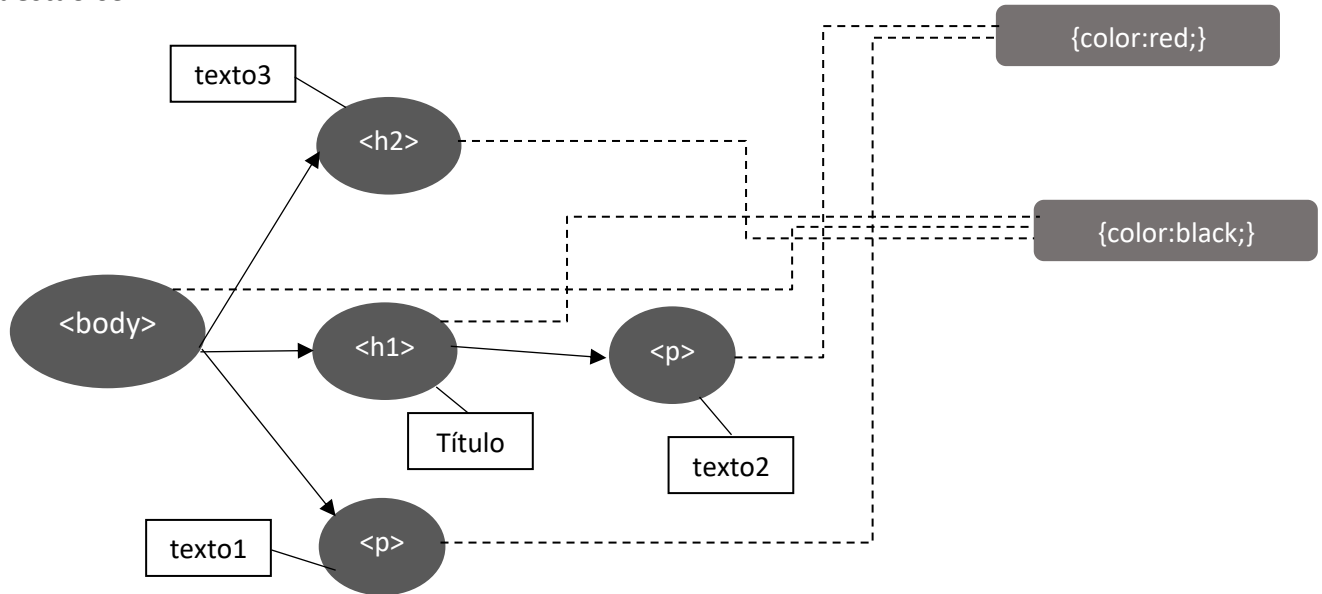 {color:red;}
texto3
<h2>
{color:black;}
<body>
<h1>
<p>
Título
texto2
texto1
<p>